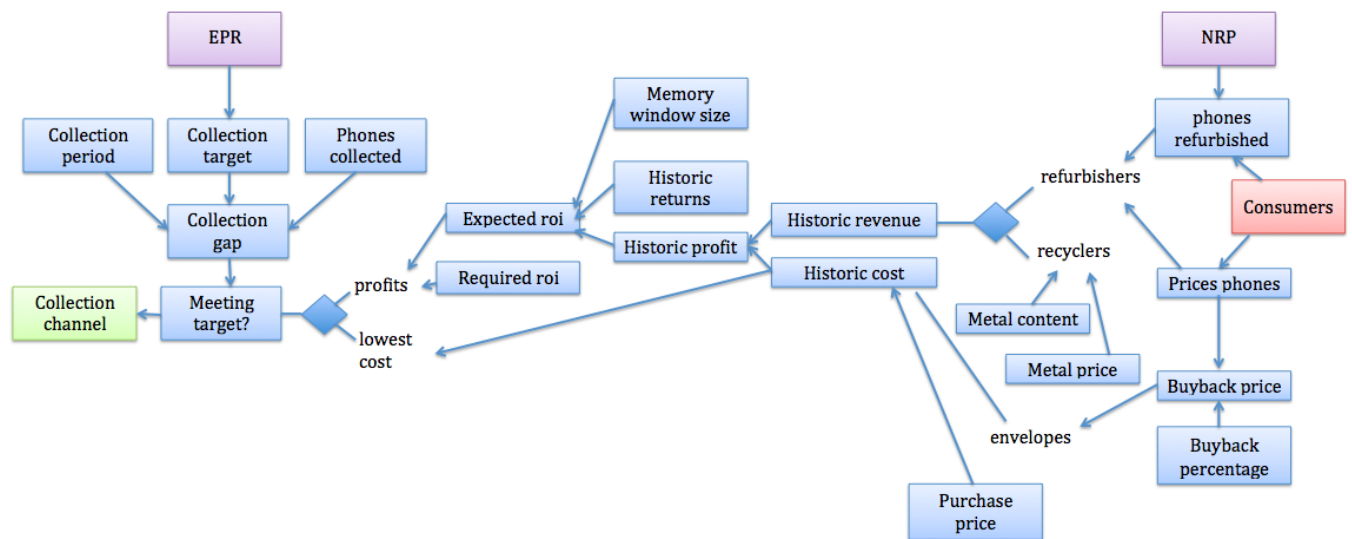 EPR
NRP
Memory
window size
phones
refurbished
Collection
period
Collection
target
Phones
collected
refurbishers
Historic
returns
Consumers
Expected roi
Historic revenue
Collection
gap
Historic profit
recyclers
Historic cost
Required roi
profits
Prices phones
Collection
channel
Meeting
target?
Metal content
lowest
cost
Metal price
Buyback price
envelopes
Buyback
percentage
Purchase
price